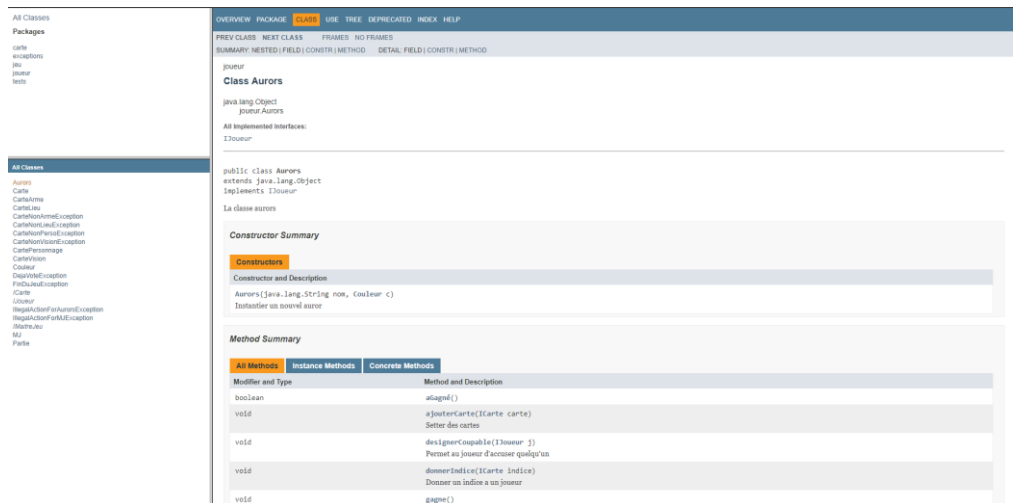 All Classes
Packages
carte
exceptions
jeu
joueur
tests
All Classes
Aurors
Carte
CarteArme
CarteLieu
CarteNonArmeException
CarteNonLieuException
CarteNonPersoException
CarteNonVisionException
CartePersonnage
CarteVision
Couleur
DejaVoteException
FinDuJeuException
ICarte
IJoueur
IllegalActionForAurorsException
IllegalActionForMJException
IMaitreJeu
MJ
Partie
OVERVIEW PACKAGE CLASS USE TREE DEPRECATED INDEX HELP
PREV CLASS NEXT CLASS FRAMES NO FRAMES
SUMMARY: NESTED | FIELD | CONSTR | METHOD DETAIL: FIELD | CONSTR | METHOD
joueur
Class Aurors
java.lang.Object
joueur.Aurors
All Implemented Interfaces:
IJoueur
public class Aurors
extends java.lang.Object
implements IJoueur
La classe aurors
Constructor Summary
Constructors
Constructor and Description
Aurors(java.lang.String nom, Couleur c)
Instantier un nouvel auror
Method Summary
All Methods Instance Methods Concrete Methods
Modifier and Type Method and Description
boolean aGagné()
void ajouterCarte(ICarte carte)
Setter des cartes
void designerCoupable(IJoueur j)
Permet au joueur d'accuser quelqu'un
void donnerIndice(ICarte indice)
Donner un indice a un joueur
void gagne()